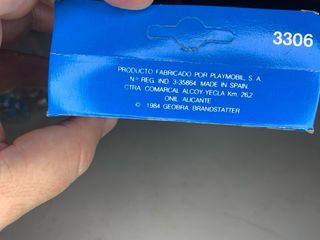 3306
PRODUCTO FABRICADO POR PLAYMOBIL, S. A.
N.º REG. IND. 3-35864. MADE IN SPAIN
CTRA. COMARCAL ALCOY-YECLA Km. 26,2
ONIL ALICANTE
© 1984 GEOBRA. BRANDSTATTER